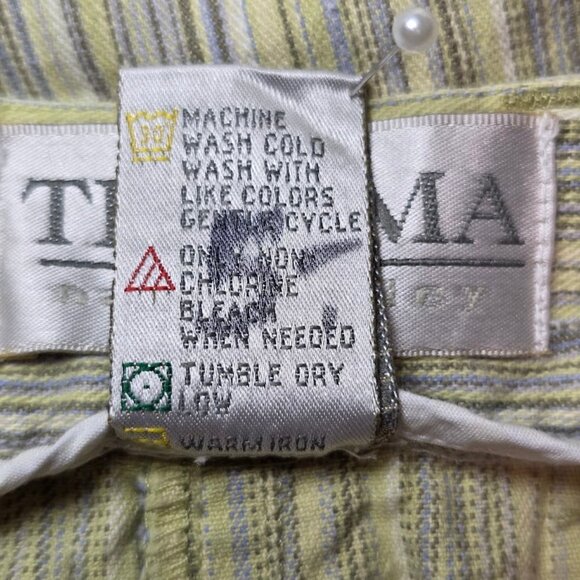 MACHINE
WASH COLD
WASH WITH
LIKE COLORS
GENTLE CYCLE
ONLY NON
CHLORINE
BLEACH
WHEN NEEDED
TUMBLE DRY
LOW
WARM IRON